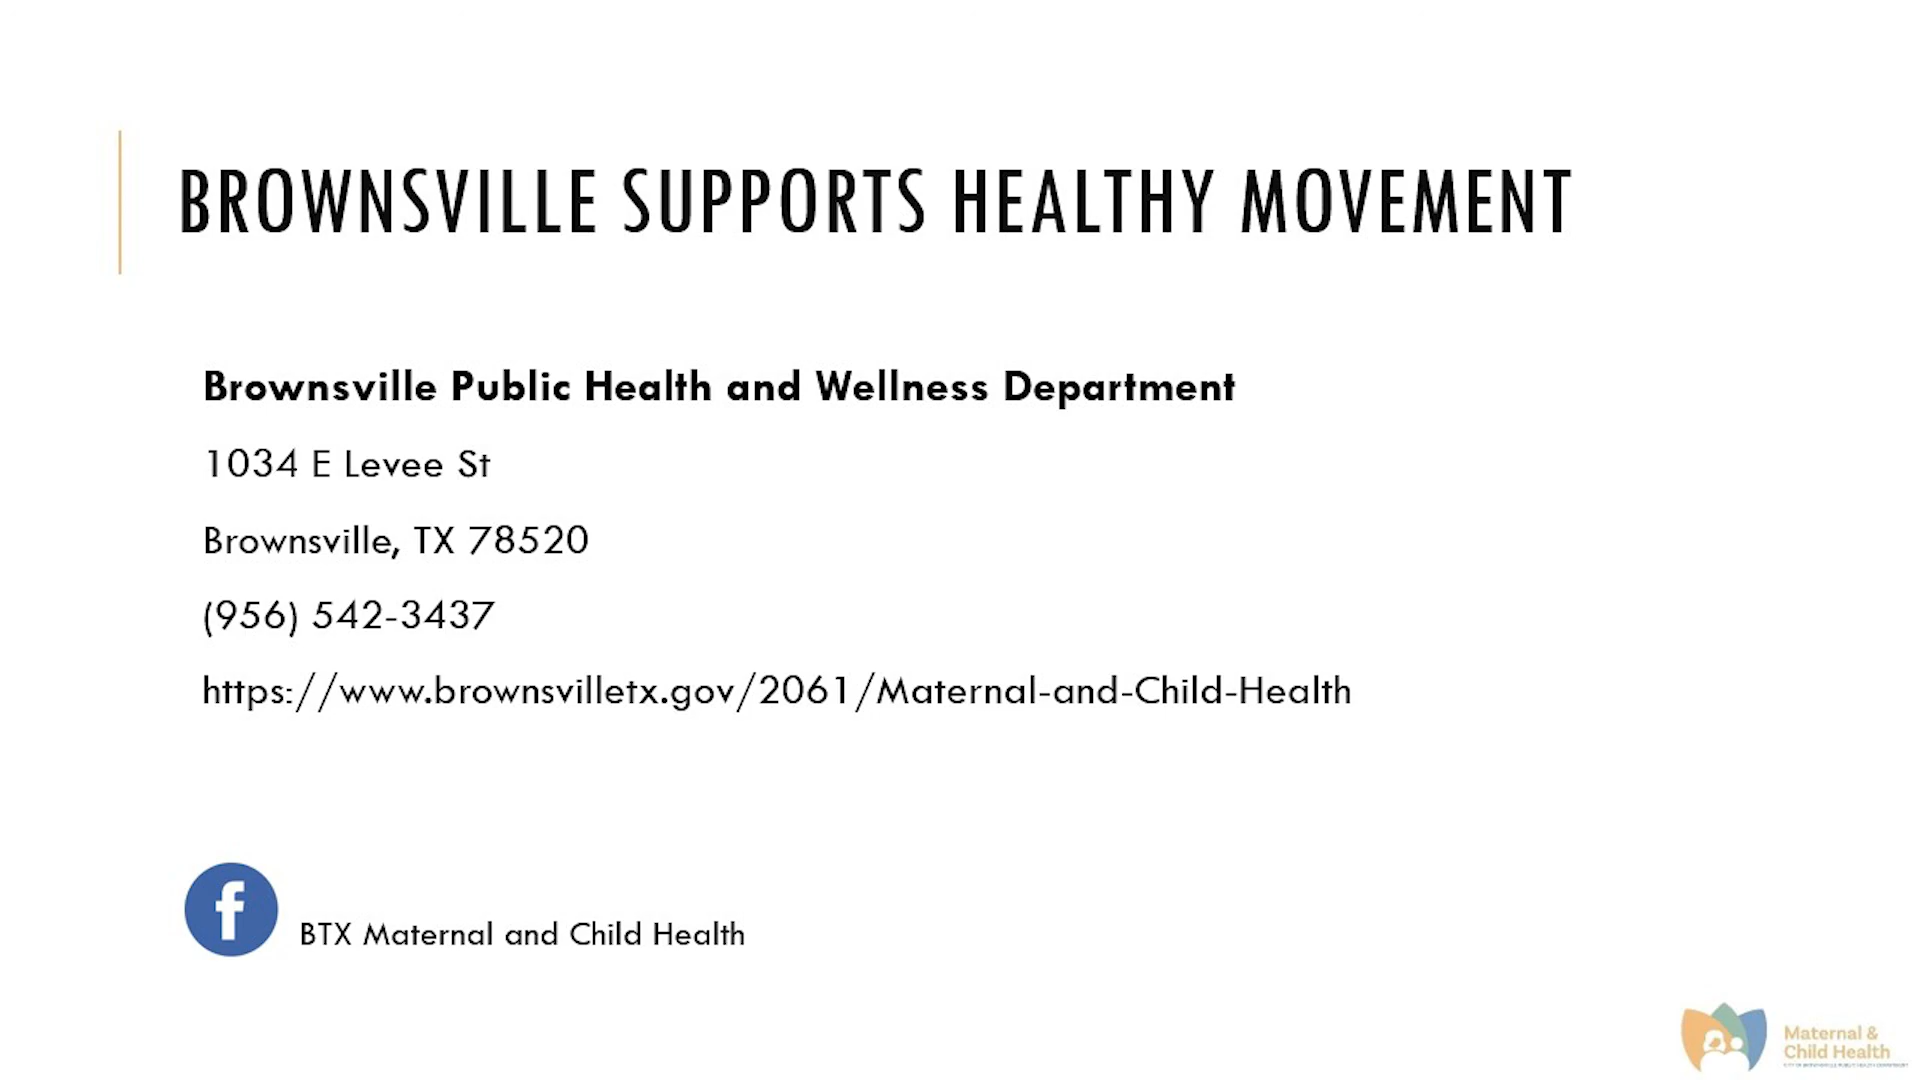 BROWNSVILLE SUPPORTS HEALTHY MOVEMENT
Brownsville Public Health and Wellness Department
1034 E Levee St
Brownsville, TX 78520
(956) 542-3437
https://www.brownsvilletx.gov/2061/Maternal-and-Child-Health
f
BTX Maternal and Child Health
Maternal &
Child Health